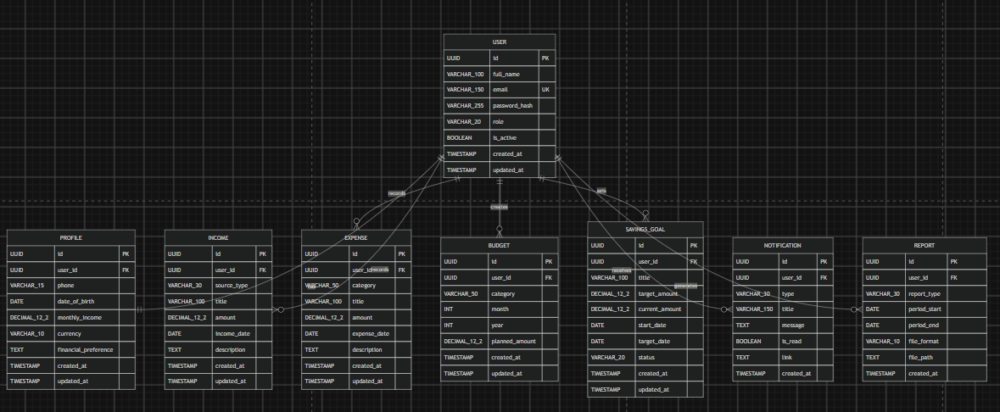 USER
UUID id PK
VARCHAR_100 full_name
VARCHAR_150 email UK
VARCHAR_255 password_hash
VARCHAR_20 role
BOOLEAN is_active
TIMESTAMP created_at
TIMESTAMP updated_at
records
sets
creates
PROFILE
UUID id PK
UUID user_id FK
VARCHAR_15 phone
DATE date_of_birth
DECIMAL_12_2 monthly_income
VARCHAR_10 currency
TEXT financial_preference
TIMESTAMP created_at
TIMESTAMP updated_at
INCOME
UUID id PK
UUID user_id FK
VARCHAR_30 source_type
VARCHAR_100 title
DECIMAL_12_2 amount
DATE income_date
TEXT description
TIMESTAMP created_at
TIMESTAMP updated_at
EXPENSE
UUID id PK
UUID user_id FK
records
VARCHAR_50 category
has
VARCHAR_100 title
DECIMAL_12_2 amount
DATE expense_date
TEXT description
TIMESTAMP created_at
TIMESTAMP updated_at
BUDGET
UUID id PK
UUID user_id FK
VARCHAR_50 category
INT month
INT year
DECIMAL_12_2 planned_amount
TIMESTAMP created_at
TIMESTAMP updated_at
SAVINGS_GOAL
UUID id PK
UUID user_id FK
receives
VARCHAR_100 title
generates
DECIMAL_12_2 target_amount
DECIMAL_12_2 current_amount
DATE start_date
DATE target_date
VARCHAR_20 status
TIMESTAMP created_at
TIMESTAMP updated_at
NOTIFICATION
UUID id PK
UUID user_id FK
VARCHAR_30 type
VARCHAR_150 title
TEXT message
BOOLEAN is_read
TEXT link
TIMESTAMP created_at
REPORT
UUID id PK
UUID user_id FK
VARCHAR_30 report_type
DATE period_start
DATE period_end
VARCHAR_10 file_format
TEXT file_path
TIMESTAMP created_at